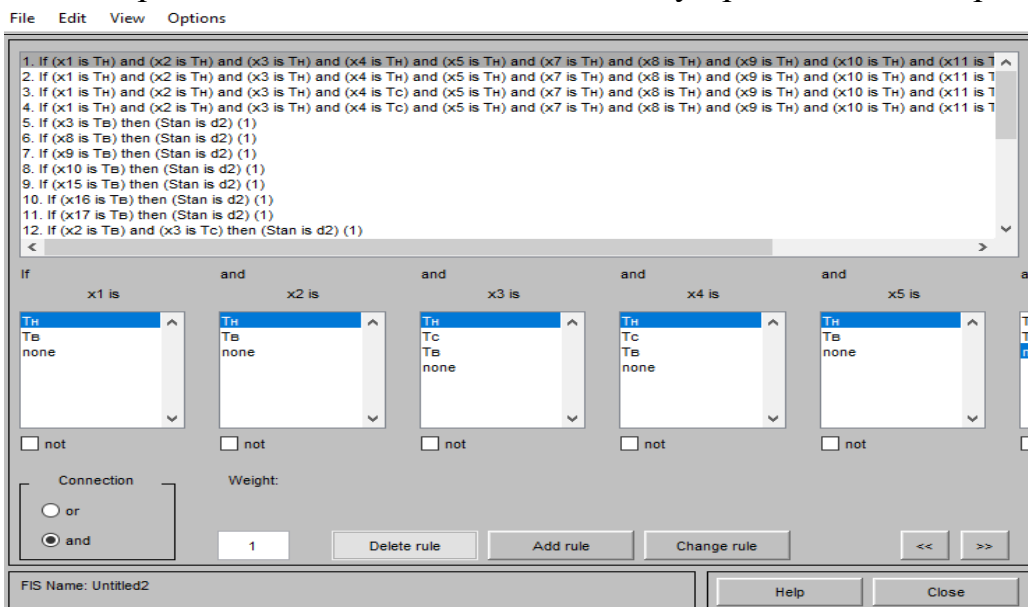 File Edit View Options
1. If (x1 is Тн) and (x2 is Тн) and (x3 is Тн) and (x4 is Тн) and (x5 is Тн) and (x7 is Тн) and (x8 is Тн) and (x9 is Тн) and (x10 is Тн) and (x11 is
2. If (x1 is Тн) and (x2 is Тн) and (x3 is Тн) and (x4 is Тн) and (x5 is Тн) and (x7 is Тн) and (x8 is Тн) and (x9 is Тн) and (x10 is Тн) and (x11 is
3. If (x1 is Тн) and (x2 is Тн) and (x3 is Тн) and (x4 is Тс) and (x5 is Тн) and (x7 is Тн) and (x8 is Тн) and (x9 is Тн) and (x10 is Тн) and (x11 is
4. If (x1 is Тн) and (x2 is Тн) and (x3 is Тн) and (x4 is Тс) and (x5 is Тн) and (x7 is Тн) and (x8 is Тн) and (x9 is Тн) and (x10 is Тн) and (x11 is
5. If (x3 is Тв) then (Stan is d2) (1)
6. If (x8 is Тв) then (Stan is d2) (1)
7. If (x9 is Тв) then (Stan is d2) (1)
8. If (x10 is Тв) then (Stan is d2) (1)
9. If (x15 is Тв) then (Stan is d2) (1)
10. If (x16 is Тв) then (Stan is d2) (1)
11. If (x17 is Тв) then (Stan is d2) (1)
12. If (x2 is Тв) and (x3 is Тс) then (Stan is d2) (1)
If and and and and
x1 is x2 is x3 is x4 is x5 is
Тн Тн Тн Тн Тн
Тв Тв Тс Тс Тв
none none Тв Тв none
none none
not not not not not
Connection Weight:
or
and 1 Delete rule Add rule Change rule << >>
FIS Name: Untitled2 Help Close